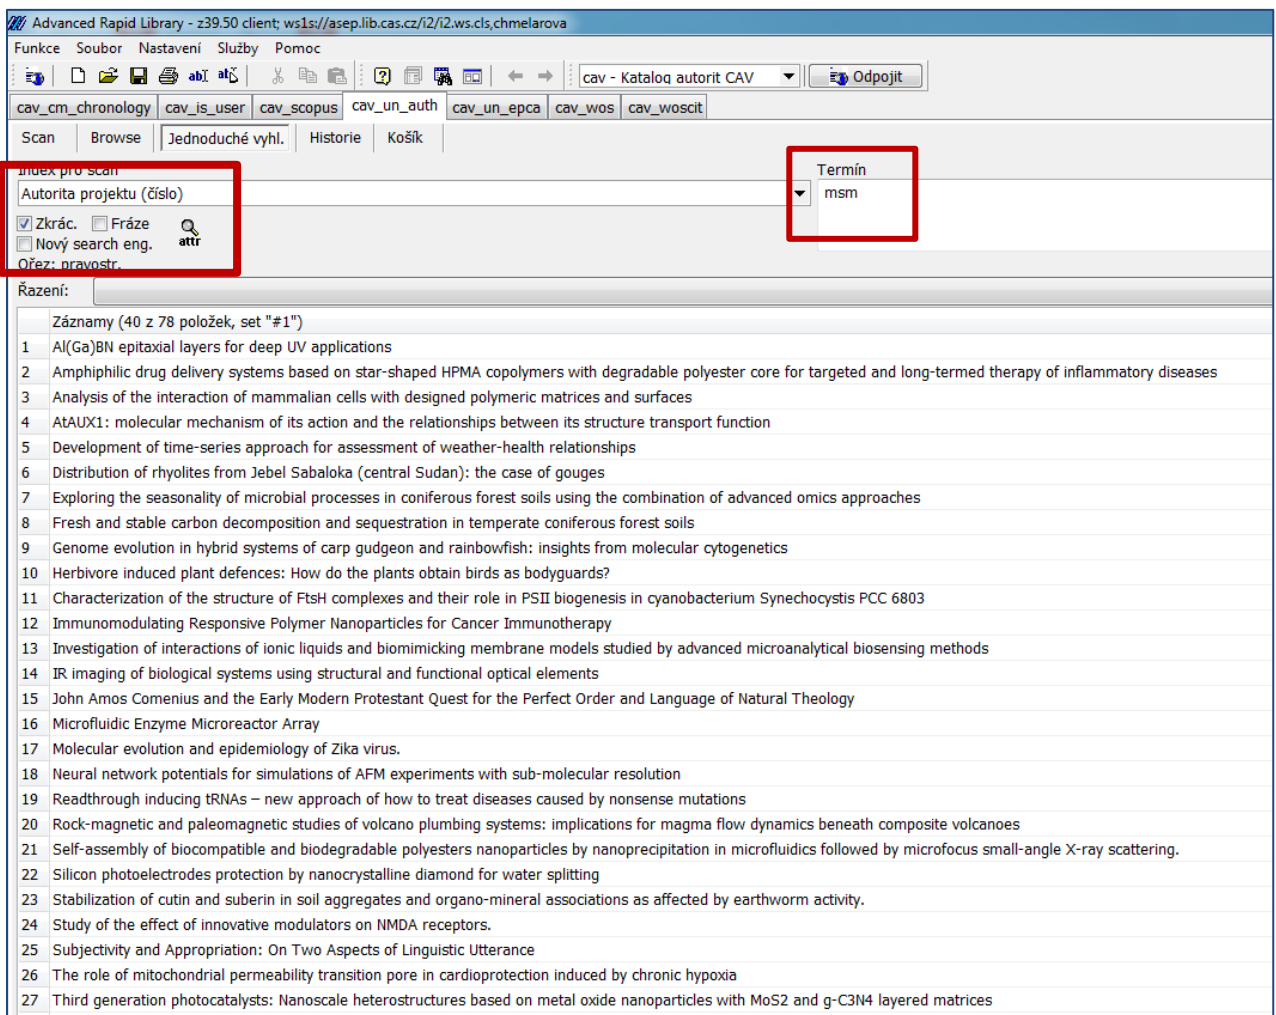 Advanced Rapid Library - z39.50 client; ws1s://asep.lib.cas.cz/i2/i2.ws.cls,chmelarova
Funkce Soubor Nastavení Služby Pomoc
abI abI cav - Katalog autorit CAV Odpojit
cav_cm_chronology cav_is_user cav_scopus cav_un_auth cav_un_epca cav_wos cav_woscit
Scan Browse Jednoduché vyhl. Historie Košík
Index pro scan Termín
Autorita projektu (číslo) msm
Zkrác. Fráze
Nový search eng. attr
Ořez: pravostr.
Řazení:
Záznamy (40 z 78 položek, set "#1")
1 Al(Ga)BN epitaxial layers for deep UV applications
2 Amphiphilic drug delivery systems based on star-shaped HPMA copolymers with degradable polyester core for targeted and long-termed therapy of inflammatory diseases
3 Analysis of the interaction of mammalian cells with designed polymeric matrices and surfaces
4 AtAUX1: molecular mechanism of its action and the relationships between its structure transport function
5 Development of time-series approach for assessment of weather-health relationships
6 Distribution of rhyolites from Jebel Sabaloka (central Sudan): the case of gouges
7 Exploring the seasonality of microbial processes in coniferous forest soils using the combination of advanced omics approaches
8 Fresh and stable carbon decomposition and sequestration in temperate coniferous forest soils
9 Genome evolution in hybrid systems of carp gudgeon and rainbowfish: insights from molecular cytogenetics
10 Herbivore induced plant defences: How do the plants obtain birds as bodyguards?
11 Characterization of the structure of FtsH complexes and their role in PSII biogenesis in cyanobacterium Synechocystis PCC 6803
12 Immunomodulating Responsive Polymer Nanoparticles for Cancer Immunotherapy
13 Investigation of interactions of ionic liquids and biomimicking membrane models studied by advanced microanalytical biosensing methods
14 IR imaging of biological systems using structural and functional optical elements
15 John Amos Comenius and the Early Modern Protestant Quest for the Perfect Order and Language of Natural Theology
16 Microfluidic Enzyme Microreactor Array
17 Molecular evolution and epidemiology of Zika virus.
18 Neural network potentials for simulations of AFM experiments with sub-molecular resolution
19 Readthrough inducing tRNAs – new approach of how to treat diseases caused by nonsense mutations
20 Rock-magnetic and paleomagnetic studies of volcano plumbing systems: implications for magma flow dynamics beneath composite volcanoes
21 Self-assembly of biocompatible and biodegradable polyesters nanoparticles by nanoprecipitation in microfluidics followed by microfocus small-angle X-ray scattering.
22 Silicon photoelectrodes protection by nanocrystalline diamond for water splitting
23 Stabilization of cutin and suberin in soil aggregates and organo-mineral associations as affected by earthworm activity.
24 Study of the effect of innovative modulators on NMDA receptors.
25 Subjectivity and Appropriation: On Two Aspects of Linguistic Utterance
26 The role of mitochondrial permeability transition pore in cardioprotection induced by chronic hypoxia
27 Third generation photocatalysts: Nanoscale heterostructures based on metal oxide nanoparticles with MoS2 and g-C3N4 layered matrices